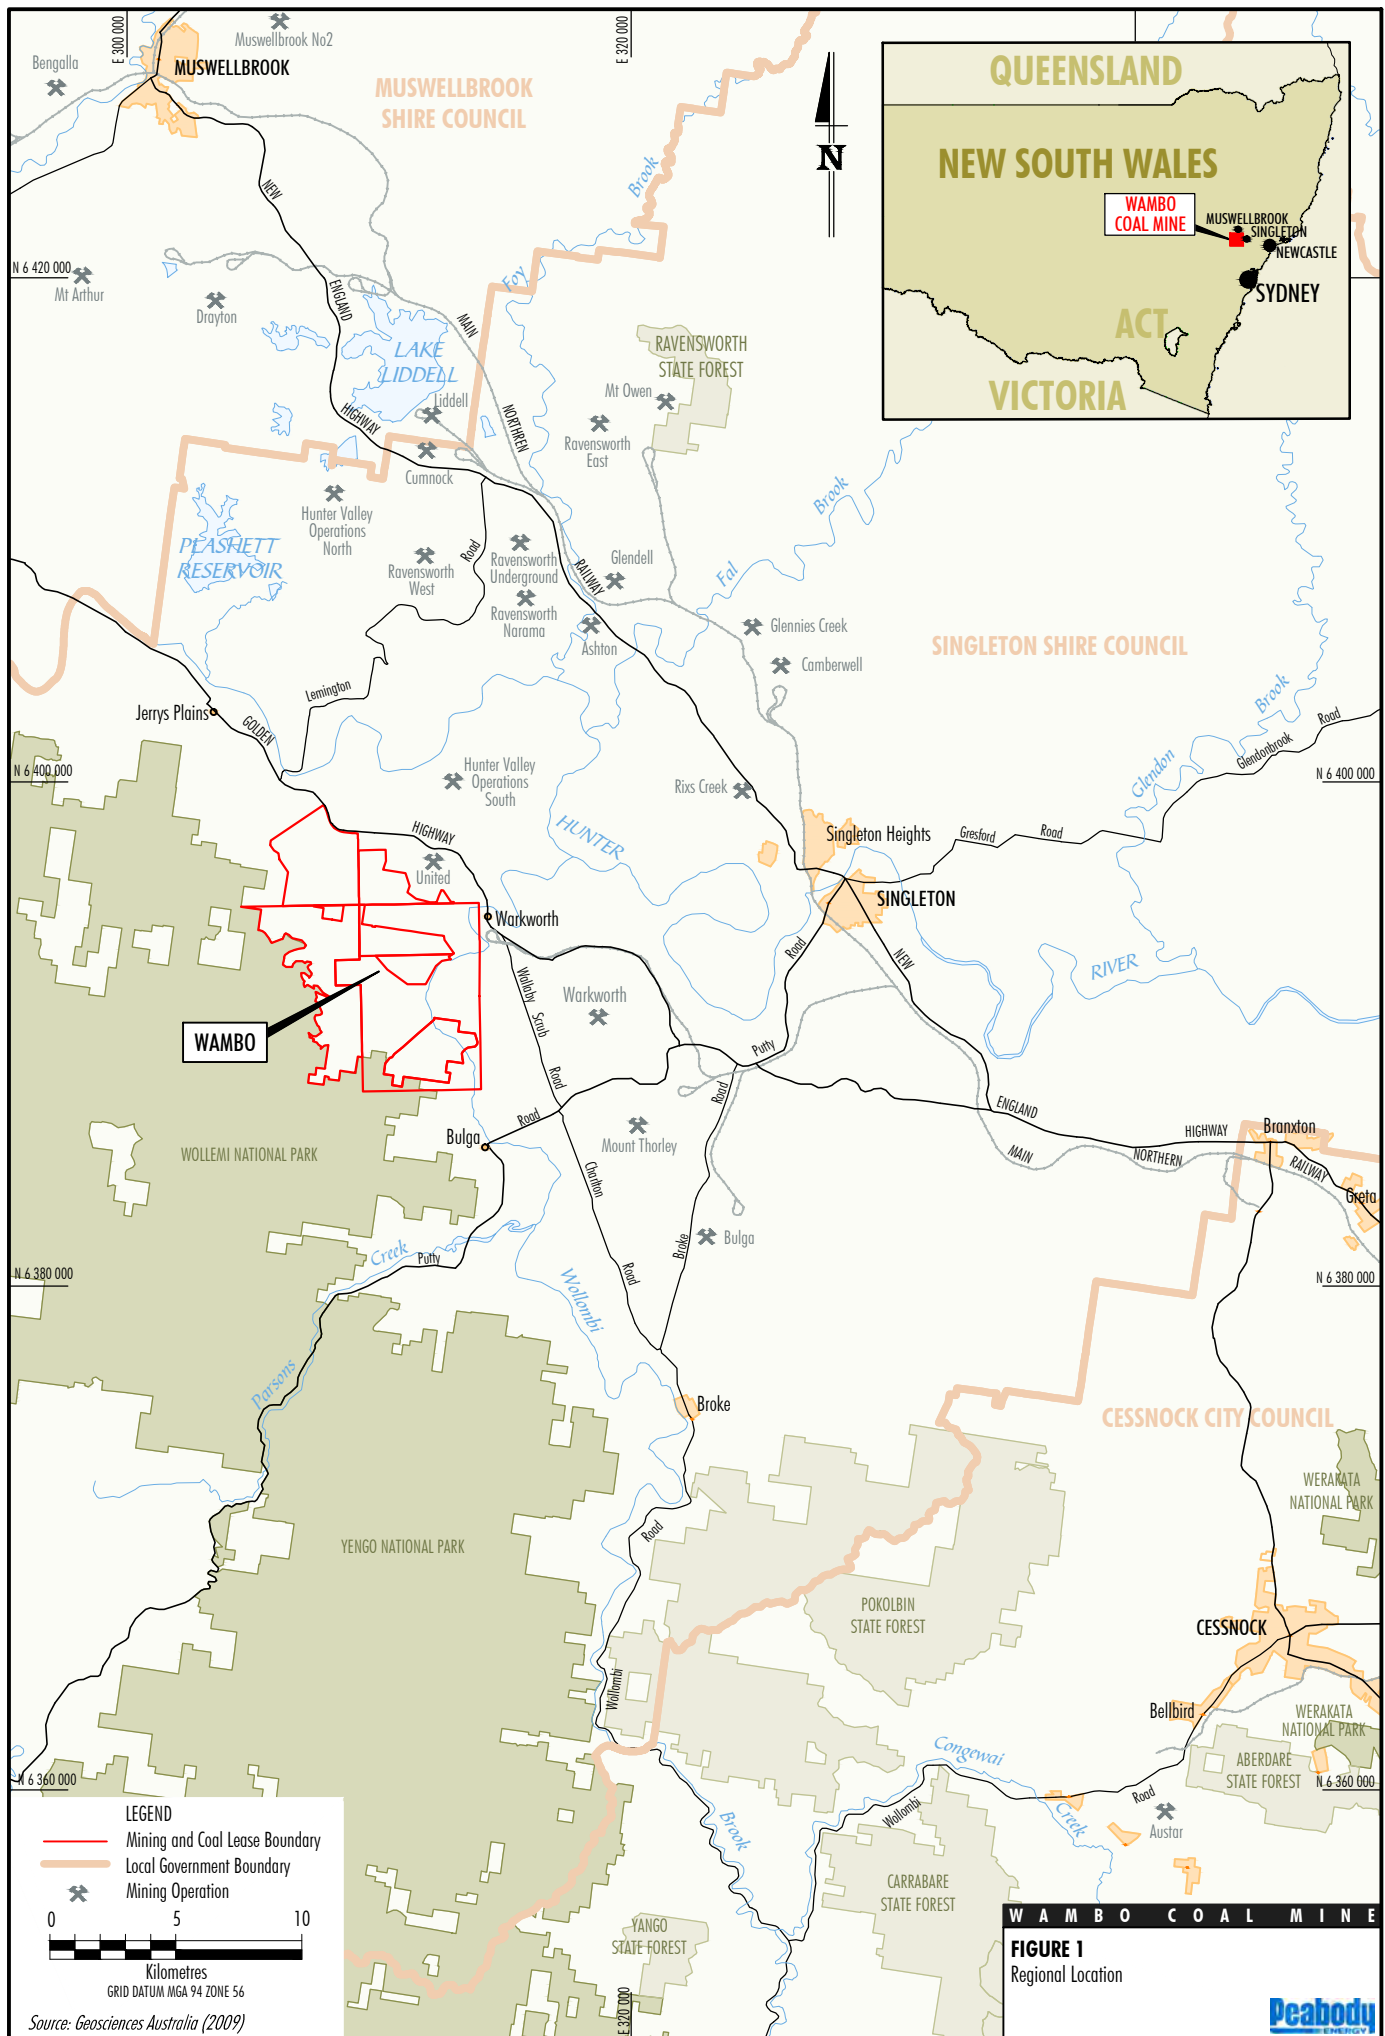 E 300 000
Muswellbrook No2
E 320 000
Bengalla
MUSWELLBROOK
MUSWELLBROOK
SHIRE COUNCIL
N
QUEENSLAND
NEW SOUTH WALES
WAMBO
COAL MINE
MUSWELLBROOK
SINGLETON
NEWCASTLE
SYDNEY
ACT
VICTORIA
NEW
Brook
Foy
N 6 420 000
Mt Arthur
Drayton
ENGLAND
MAIN
LAKE
LIDDELL
RAVENSWORTH
STATE FOREST
Liddell
Mt Owen
HIGHWAY
NORTHREN
Ravensworth
East
Cumnock
Hunter Valley
Operations
North
Brook
PLASHETT
RESERVOIR
Road
Ravensworth
West
Ravensworth
Underground
Glendell
RAILWAY
Fal
Ravensworth
Narama
Ashton
Glennies Creek
Camberwell
SINGLETON SHIRE COUNCIL
Lemington
Brook
Jerrys Plains
GOLDEN
Road
Glendonbrook
Glendon
N 6 400 000
Hunter Valley
Operations
South
Rixs Creek
N 6 400 000
HIGHWAY
HUNTER
Singleton Heights
Gresford
Road
United
SINGLETON
Warkworth
Road
NEW
RIVER
Wallaby
Scrub
Road
Warkworth
WAMBO
Putty
Road
ENGLAND
Road
Bulga
Mount Thorley
HIGHWAY
Branxton
WOLLEMI NATIONAL PARK
MAIN
NORTHERN
RAILWAY
Charlton
Road
Greta
Broke
Bulga
Creek
Putty
N 6 380 000
Wollombi
N 6 380 000
Parsons
Broke
CESSNOCK CITY COUNCIL
WERAKATA
NATIONAL PARK
Road
YENGO NATIONAL PARK
POKOLBIN
STATE FOREST
CESSNOCK
Wollombi
Bellbird
WERAKATA
NATIONAL PARK
Congewai
ABERDARE
STATE FOREST
N 6 360 000
N 6 360 000
Road
Creek
Wollombi
Brook
Austar
LEGEND
Mining and Coal Lease Boundary
Local Government Boundary
Mining Operation
0 5 10
Kilometres
GRID DATUM MGA 94 ZONE 56
Source: Geosciences Australia (2009)
CARRABARE
STATE FOREST
YANGO
STATE FOREST
E 320 000
WAMBO COAL MINE
FIGURE 1
Regional Location
Peabody
ENERGY